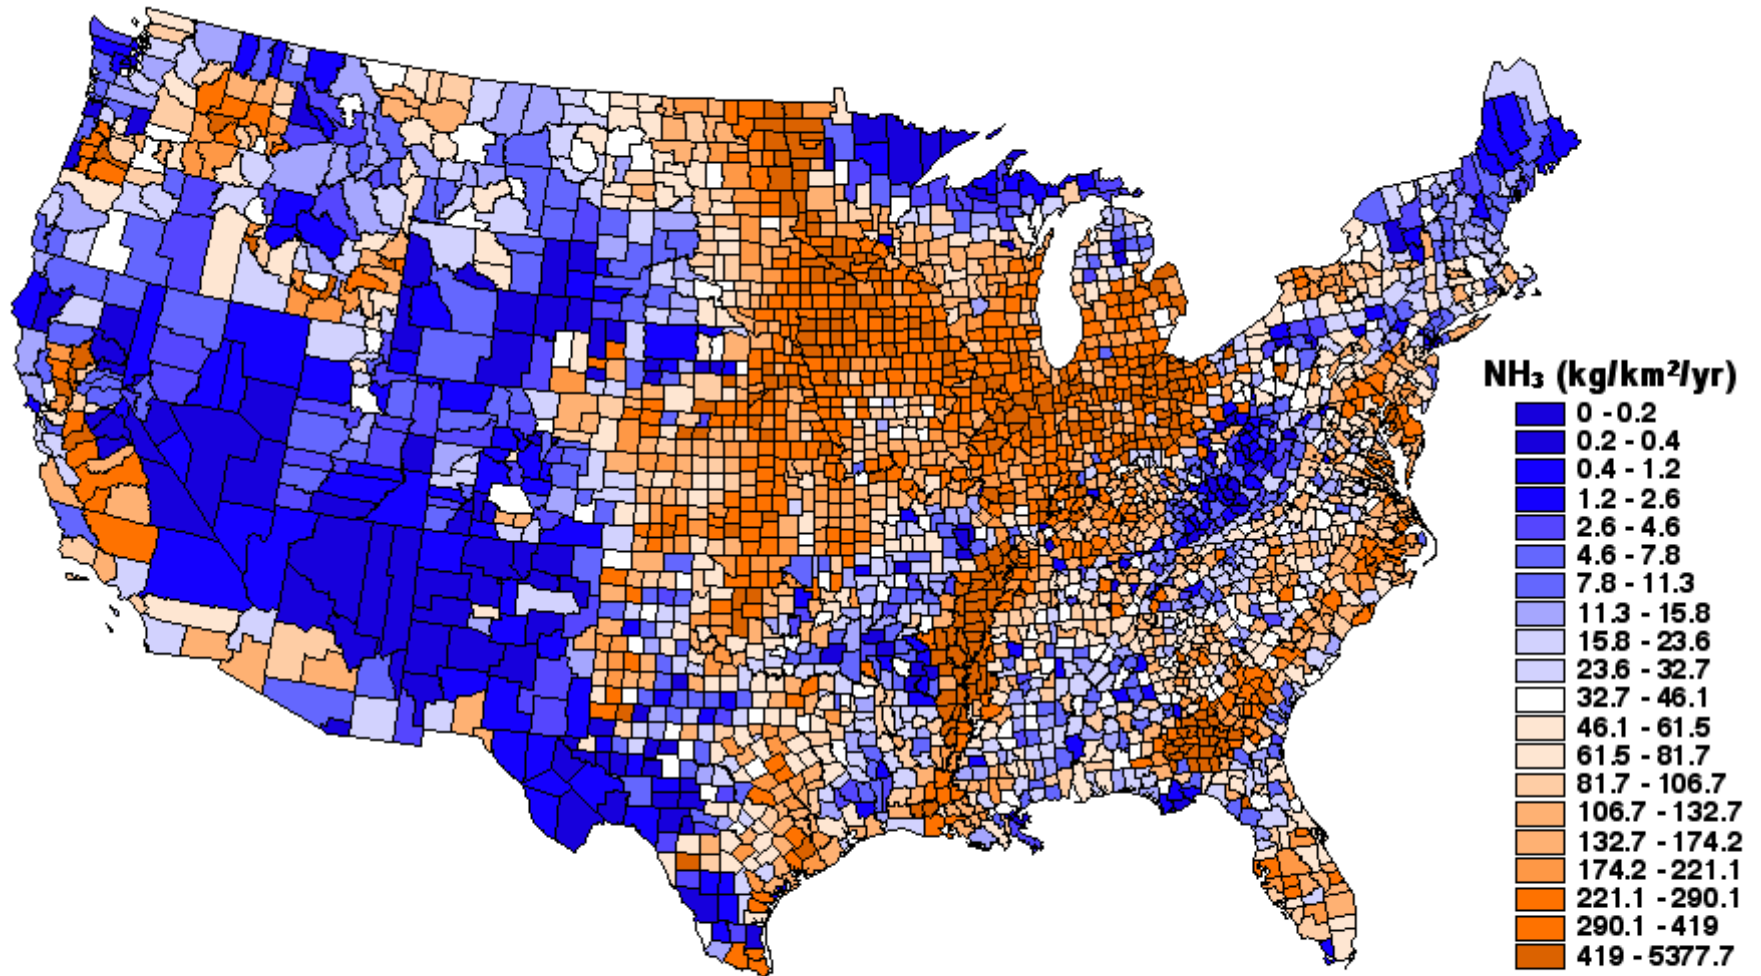 NH₃ (kg/km²/yr)
0 - 0.2
0.2 - 0.4
0.4 - 1.2
1.2 - 2.6
2.6 - 4.6
4.6 - 7.8
7.8 - 11.3
11.3 - 15.8
15.8 - 23.6
23.6 - 32.7
32.7 - 46.1
46.1 - 61.5
61.5 - 81.7
81.7 - 106.7
106.7 - 132.7
132.7 - 174.2
174.2 - 221.1
221.1 - 290.1
290.1 - 419
419 - 5377.7